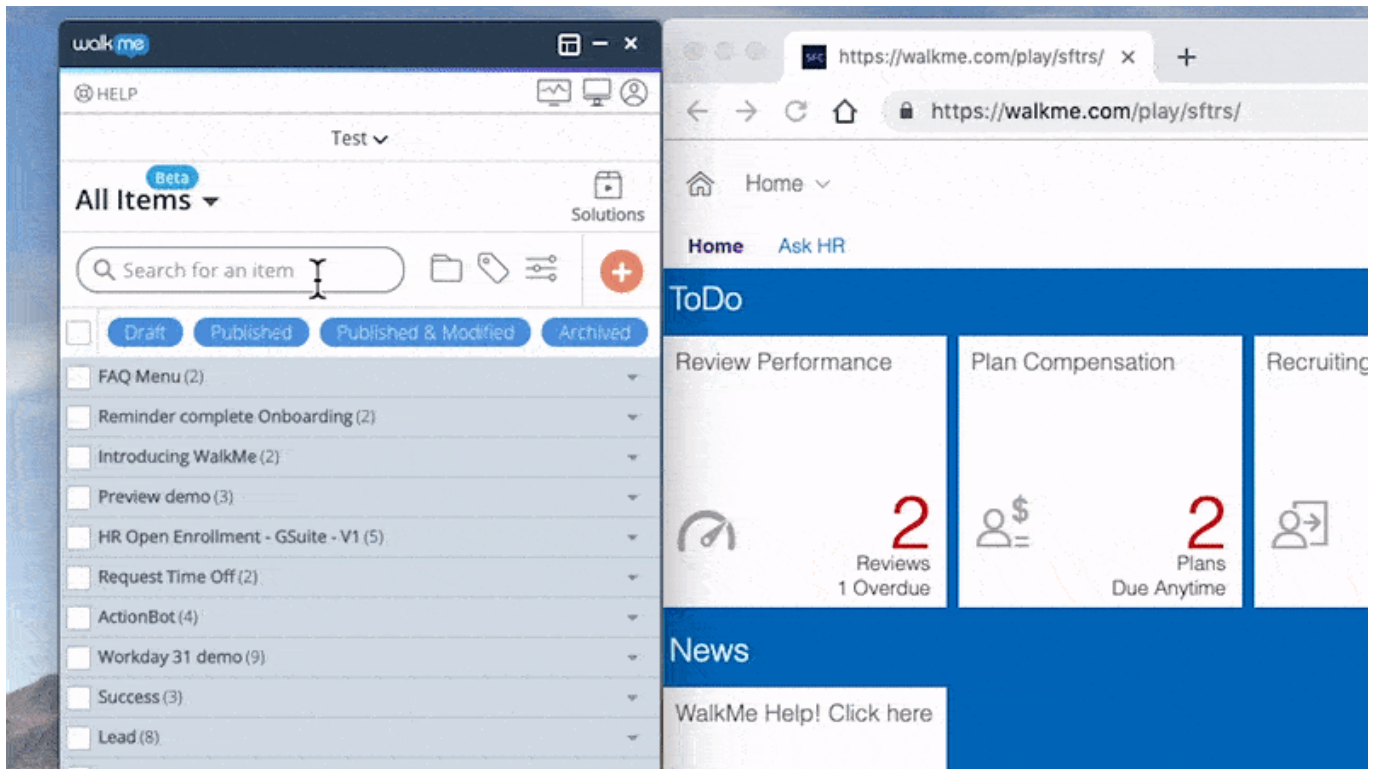 walkme
HELP
Test
Beta
All Items
Solutions
Search for an item
Draft
Published
Published & Modified
Archived
FAQ Menu (2)
Reminder complete Onboarding (2)
Introducing WalkMe (2)
Preview demo (3)
HR Open Enrollment - GSuite - V1 (5)
Request Time Off (2)
ActionBot (4)
Workday 31 demo (9)
Success (3)
Lead (8)
SFC
https://walkme.com/play/sftrs/
https://walkme.com/play/sftrs/
Home
Home
Ask HR
ToDo
Review Performance
2
Reviews
1 Overdue
Plan Compensation
$
2
Plans
Due Anytime
Recruiting
News
WalkMe Help! Click here